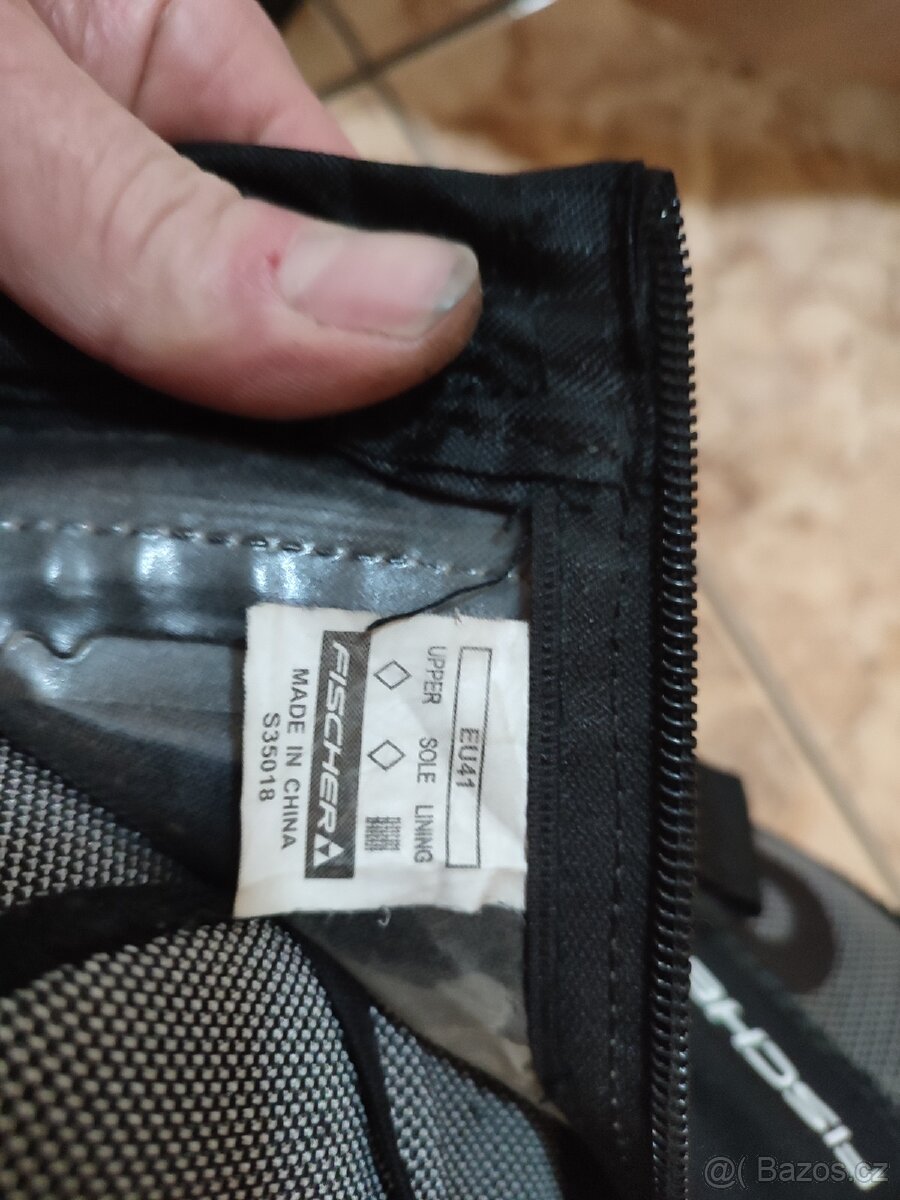 EU41
UPPER SOLE LINING
FISCHER
MADE IN CHINA
S35018
FISCHER
@( Bazos.cz